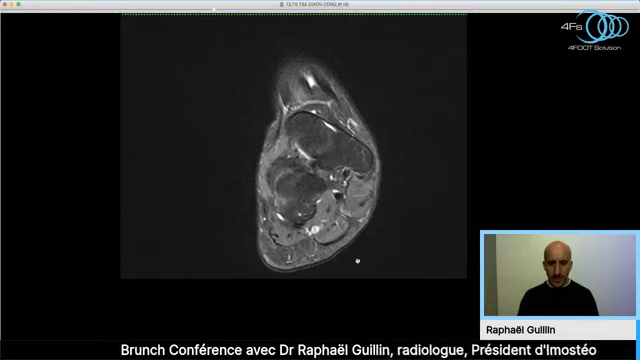 4Fs
4FOOT Solution
Raphaël Guillin
Brunch Conférence avec Dr Raphaël Guillin, radiologue, Président d'Imostéo